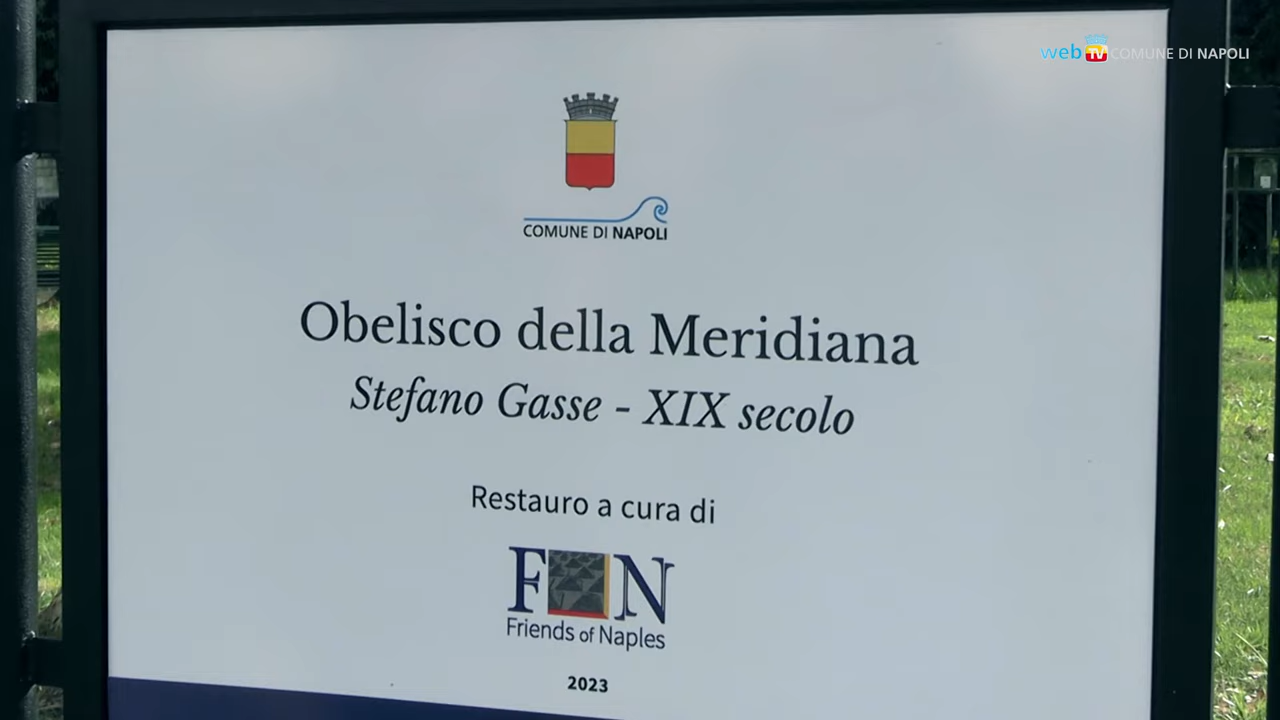 web TV COMUNE DI NAPOLI
COMUNE DI NAPOLI
Obelisco della Meridiana
Stefano Gasse - XIX secolo
Restauro a cura di
F N
Friends of Naples
2023